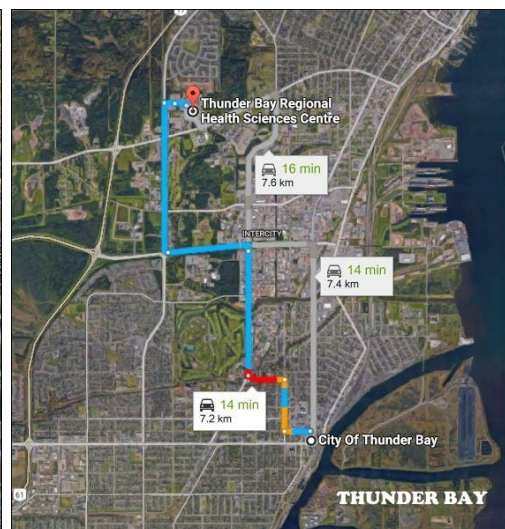 Thunder Bay Regional
Health Sciences Centre
16 min
7.6 km
INTERCITY
14 min
7.4 km
14 min
7.2 km
City Of Thunder Bay
61
THUNDER BAY